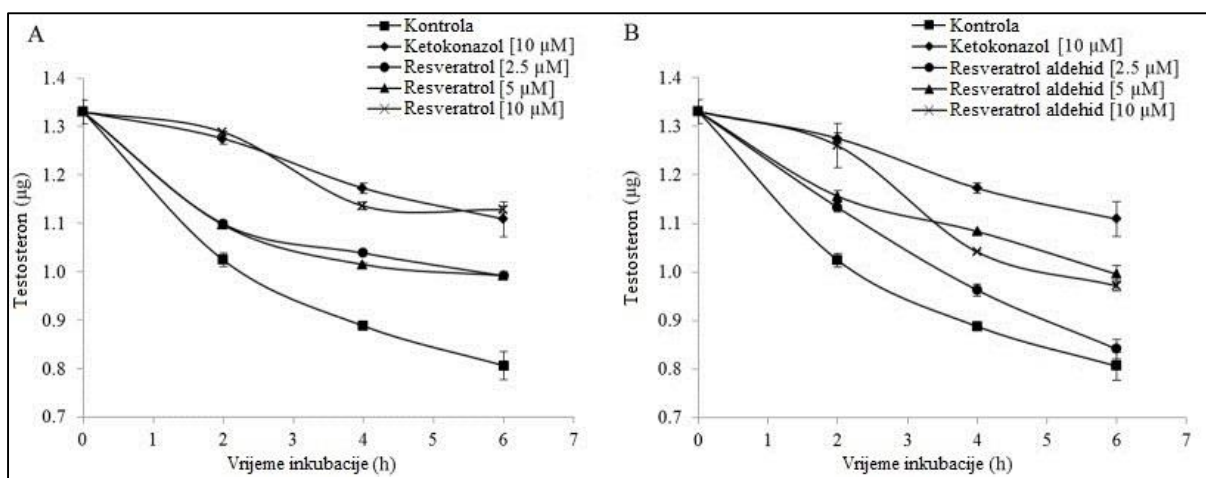 A
Kontrola
Ketokonazol [10 µM]
Resveratrol [2.5 µM]
Resveratrol [5 µM]
Resveratrol [10 µM]
Testosteron (µg)
1.4
1.3
1.2
1.1
1.0
0.9
0.8
0.7
0 1 2 3 4 5 6 7
Vrijeme inkubacije (h)
B
Kontrola
Ketokonazol [10 µM]
Resveratrol aldehid [2.5 µM]
Resveratrol aldehid [5 µM]
Resveratrol aldehid [10 µM]
Testosteron (µg)
1.4
1.3
1.2
1.1
1.0
0.9
0.8
0.7
0 1 2 3 4 5 6 7
Vrijeme inkubacije (h)